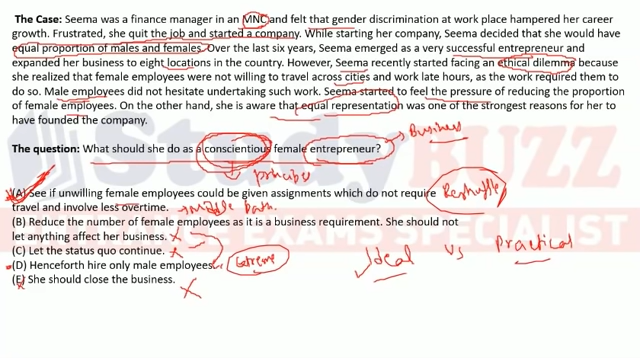 The Case: Seema was a finance manager in an MNC and felt that gender discrimination at work place hampered her career
growth. Frustrated, she quit the job and started a company. While starting her company, Seema decided that she would have
equal proportion of males and females. Over the last six years, Seema emerged as a very successful entrepreneur and
expanded her business to eight locations in the country. However, Seema recently started facing an ethical dilemma because
she realized that female employees were not willing to travel across cities and work late hours, as the work required them to
do so. Male employees did not hesitate undertaking such work. Seema started to feel the pressure of reducing the proportion
of female employees. On the other hand, she is aware that equal representation was one of the strongest reasons for her to
have founded the company.
Business
The question: What should she do as a conscientious female entrepreneur?
(A) See if unwilling female employees could be given assignments which do not require
Reshuffle
travel and involve less overtime. → middle path
(B) Reduce the number of female employees as it is a business requirement. She should not
let anything affect her business. X
(C) Let the status quo continue. X
Ideal vs Practical
(D) Henceforth hire only male employees. Extreme
(E) She should close the business. X
Study BUZZ
EXAMS SPECIALIST